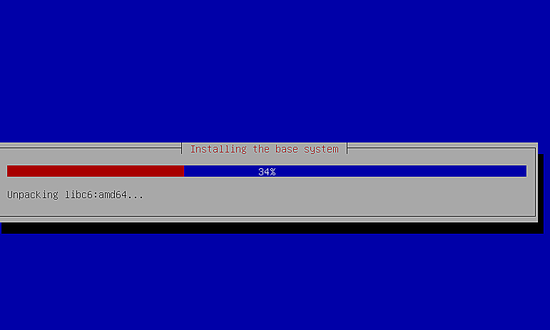 Installing the base system
34%
Unpacking libc6:amd64...